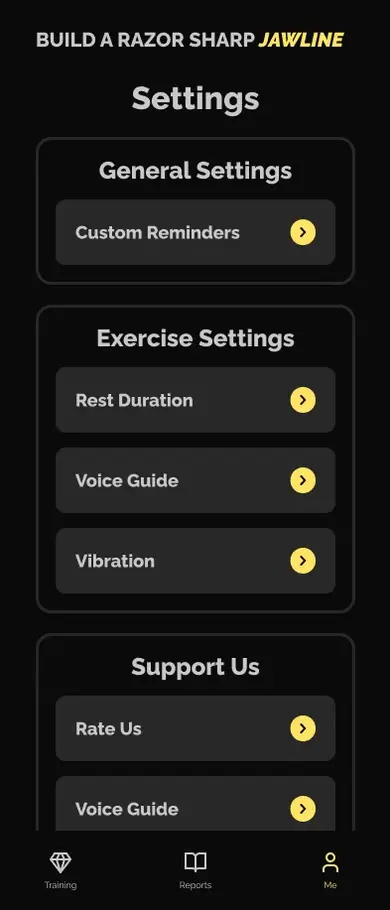 BUILD A RAZOR SHARP JAWLINE
Settings
General Settings
Custom Reminders
Exercise Settings
Rest Duration
Voice Guide
Vibration
Support Us
Rate Us
Voice Guide
Training
Reports
Me